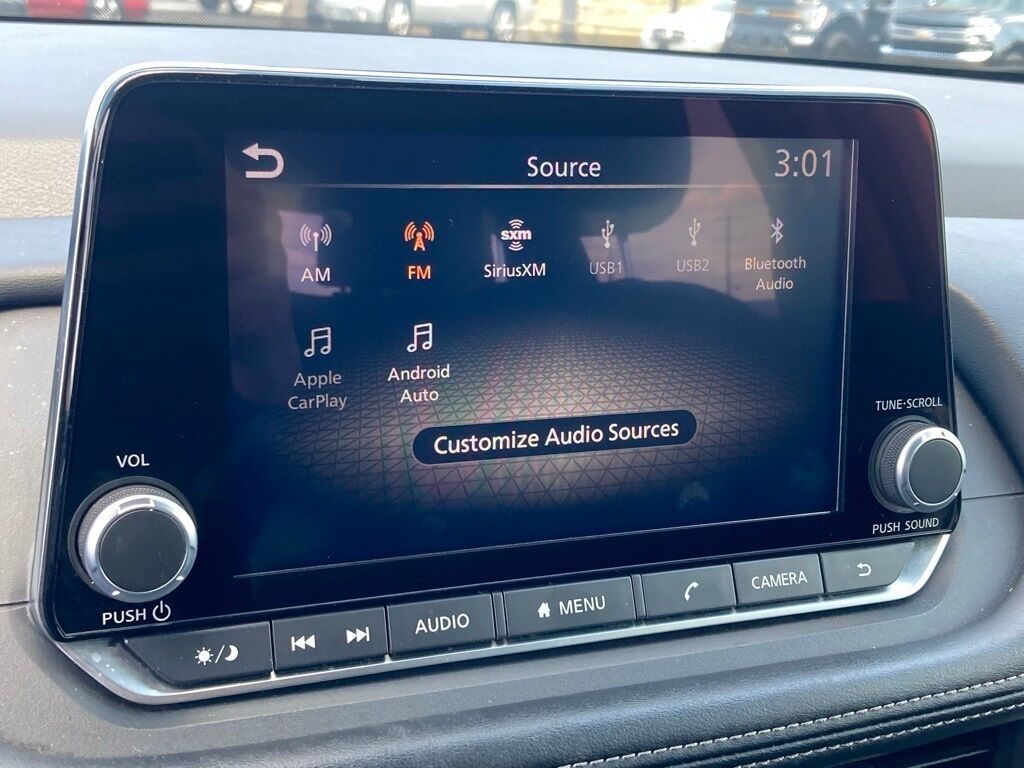 Source
3:01
AM
FM
sxm
SiriusXM
USB1
USB2
Bluetooth
Audio
Apple
CarPlay
Android
Auto
Customize Audio Sources
VOL
PUSH
TUNE·SCROLL
PUSH SOUND
AUDIO
MENU
CAMERA